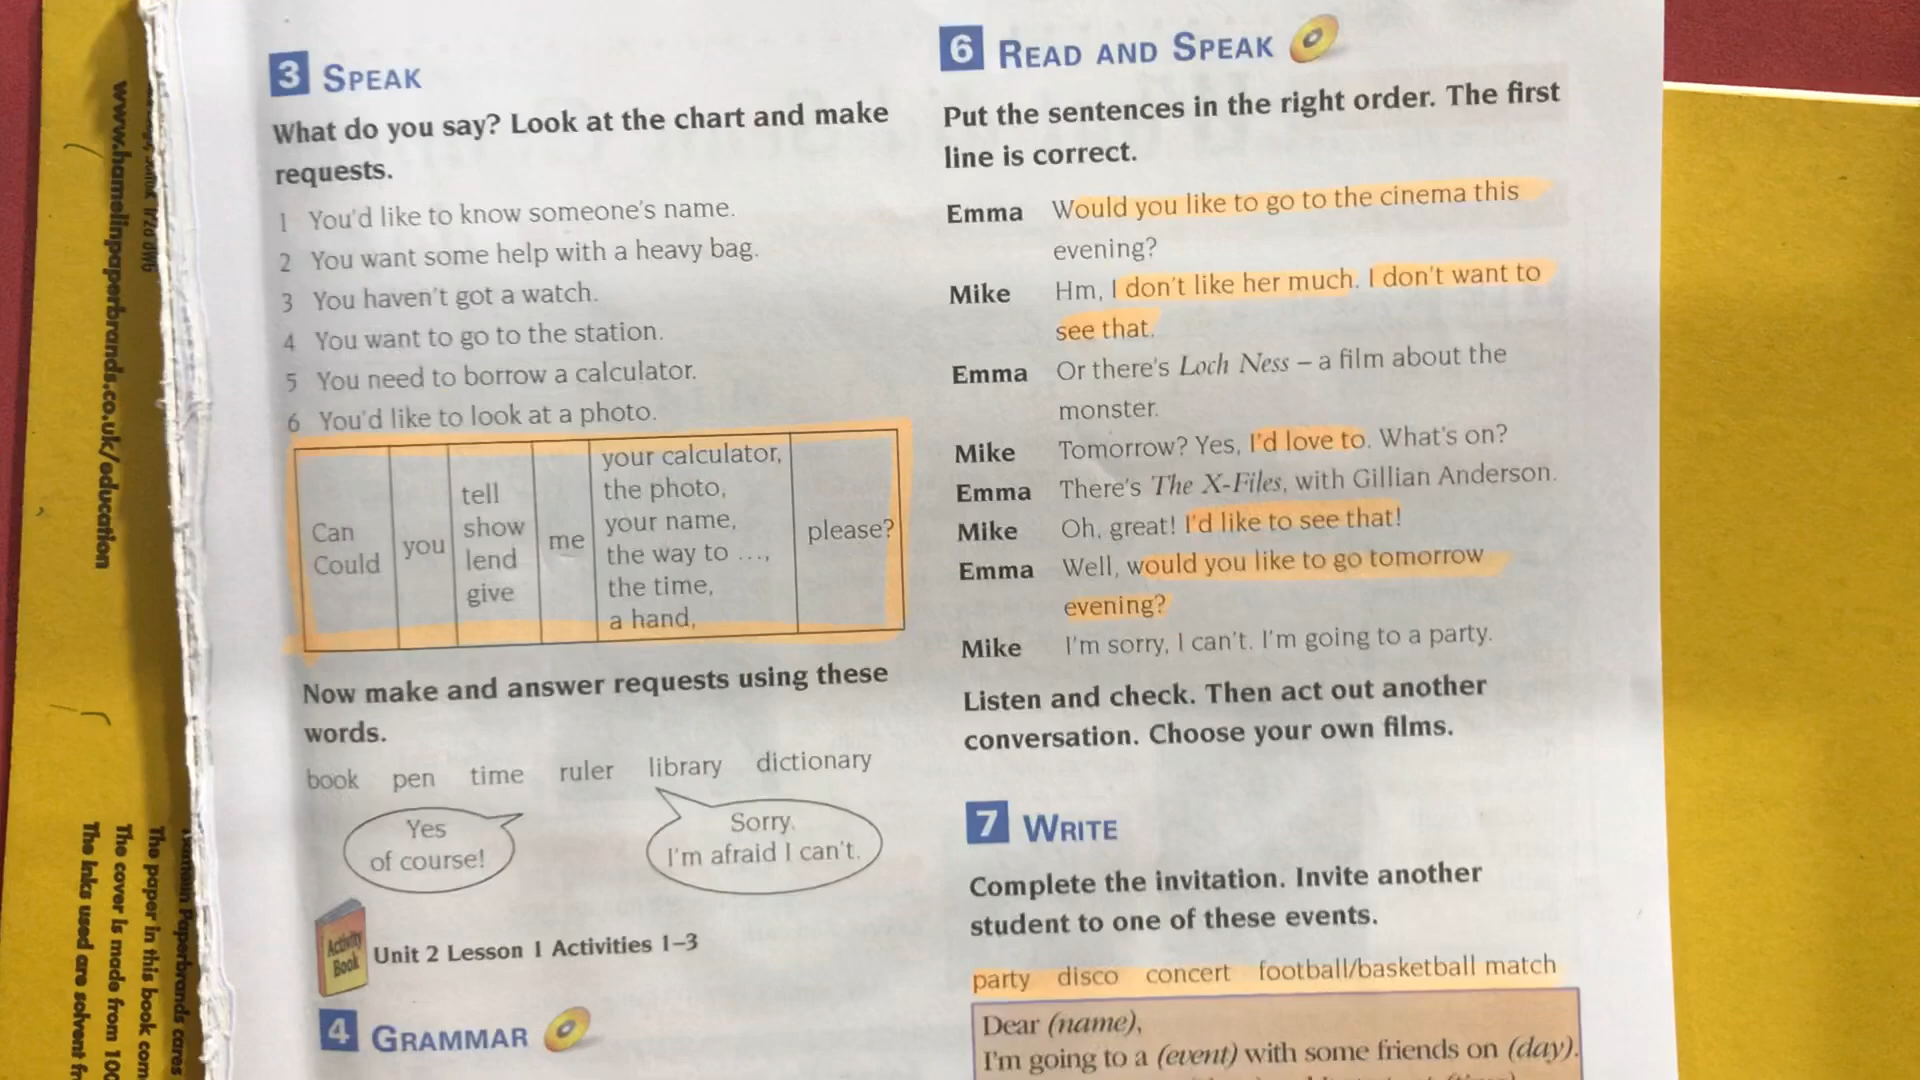 3 SPEAK
What do you say? Look at the chart and make
requests.
1 You'd like to know someone's name.
2 You want some help with a heavy bag.
3 You haven't got a watch.
4 You want to go to the station.
5 You need to borrow a calculator.
6 You'd like to look at a photo.
Can
Could
you
tell
show
lend
give
me
your calculator,
the photo,
your name,
the way to ...,
the time,
a hand,
please?
Now make and answer requests using these
words.
book pen time ruler library dictionary
Yes
of course!
Sorry.
I'm afraid I can't.
Activity
Book
Unit 2 Lesson 1 Activities 1–3
4 GRAMMAR
6 READ AND SPEAK
Put the sentences in the right order. The first
line is correct.
Emma Would you like to go to the cinema this
evening?
Mike Hm, I don't like her much. I don't want to
see that.
Emma Or there's Loch Ness – a film about the
monster.
Mike Tomorrow? Yes, I'd love to. What's on?
Emma There's The X-Files, with Gillian Anderson.
Mike Oh, great! I'd like to see that!
Emma Well, would you like to go tomorrow
evening?
Mike I'm sorry, I can't. I'm going to a party.
Listen and check. Then act out another
conversation. Choose your own films.
7 WRITE
Complete the invitation. Invite another
student to one of these events.
party disco concert football/basketball match
Dear (name),
I'm going to a (event) with some friends on (day).
www.hamelinpaperbrands.co.uk/education
Paperbrands cares
The paper in this book com
The cover is made from 100
The inks used are solvent fr